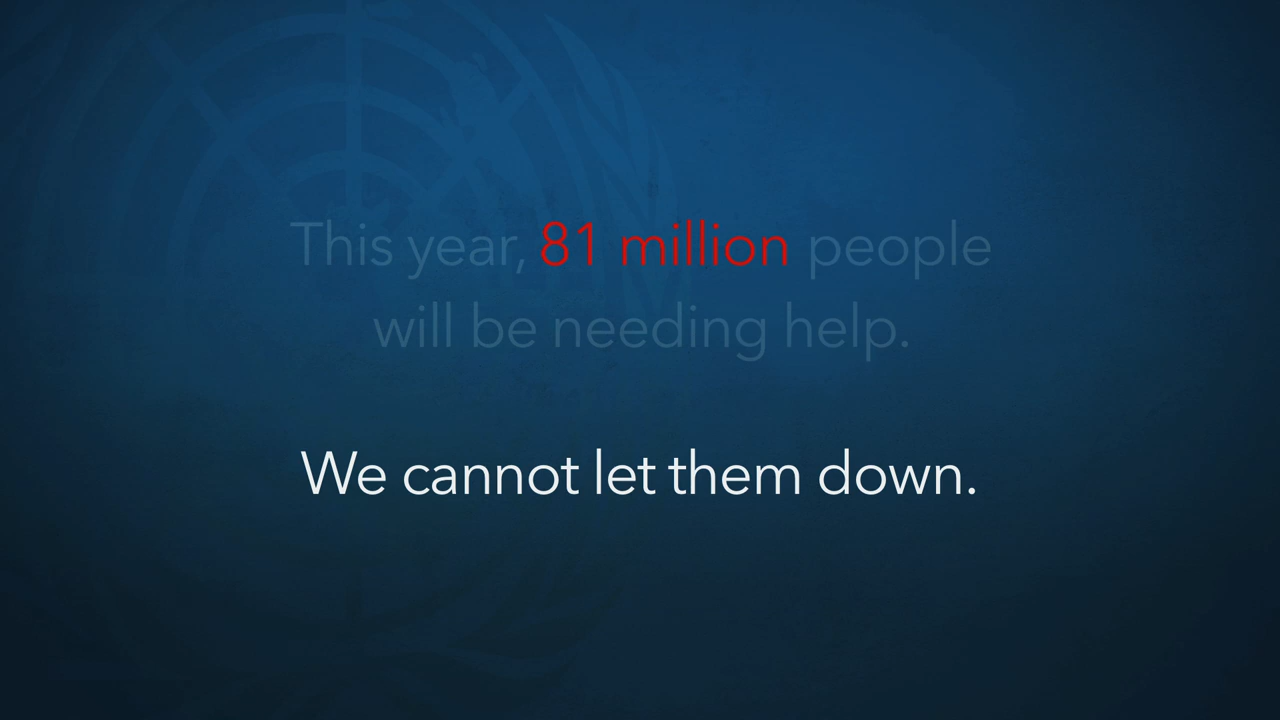 This year, 81 million people
will be needing help.
We cannot let them down.